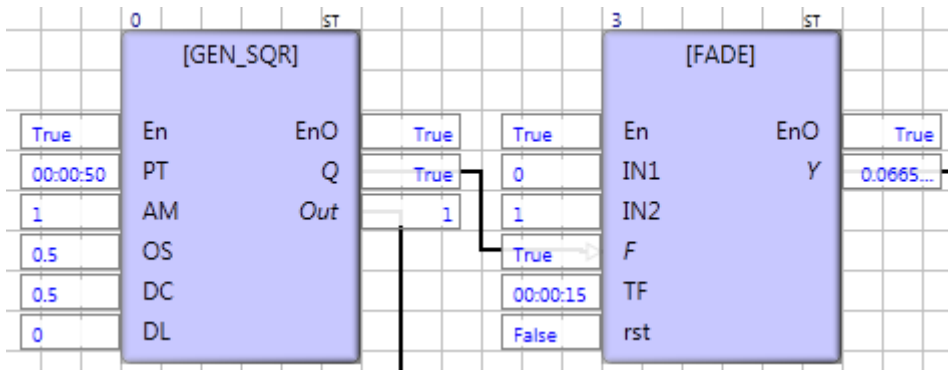 0 ST 3 ST
[GEN_SQR] [FADE]
True En EnO True True En EnO True
00:00:50 PT Q True 0 IN1 Y 0.0665...
1 AM Out 1 1 IN2
0.5 OS True F
0.5 DC 00:00:15 TF
0 DL False rst